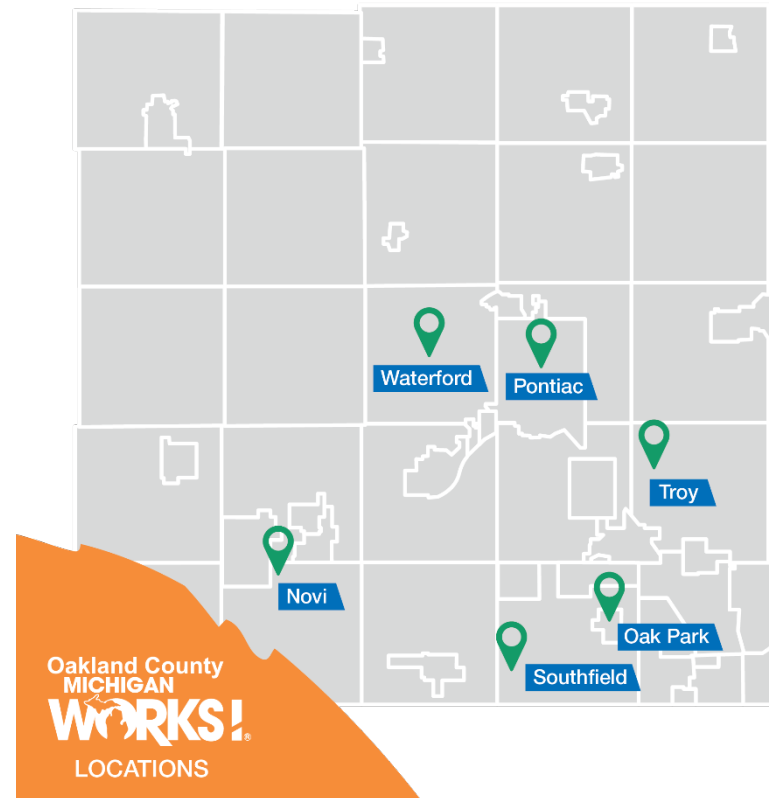 Waterford
Pontiac
Troy
Novi
Oak Park
Southfield
Oakland County
MICHIGAN
WORKS!®
LOCATIONS